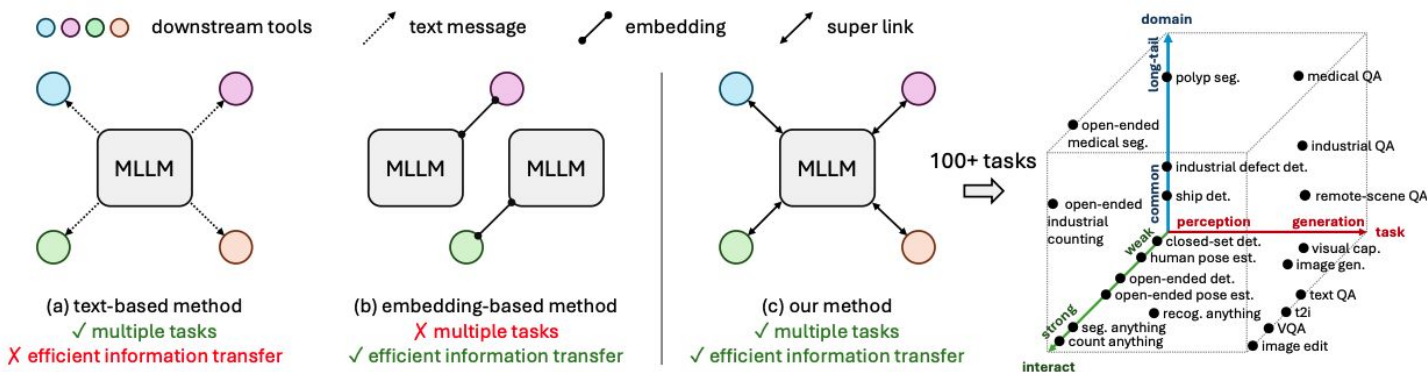 downstream tools
text message
embedding
super link
MLLM
(a) text-based method
✓ multiple tasks
✗ efficient information transfer
MLLM
MLLM
(b) embedding-based method
✗ multiple tasks
✓ efficient information transfer
MLLM
(c) our method
✓ multiple tasks
✓ efficient information transfer
100+ tasks
domain
long-tail
common
polyp seg.
medical QA
open-ended
medical seg.
industrial QA
industrial defect det.
ship det.
remote-scene QA
open-ended
industrial
counting
perception
generation
task
weak
closed-set det.
visual cap.
human pose est.
image gen.
open-ended det.
open-ended pose est.
text QA
recog. anything
t2i
strong
seg. anything
VQA
count anything
image edit
interact